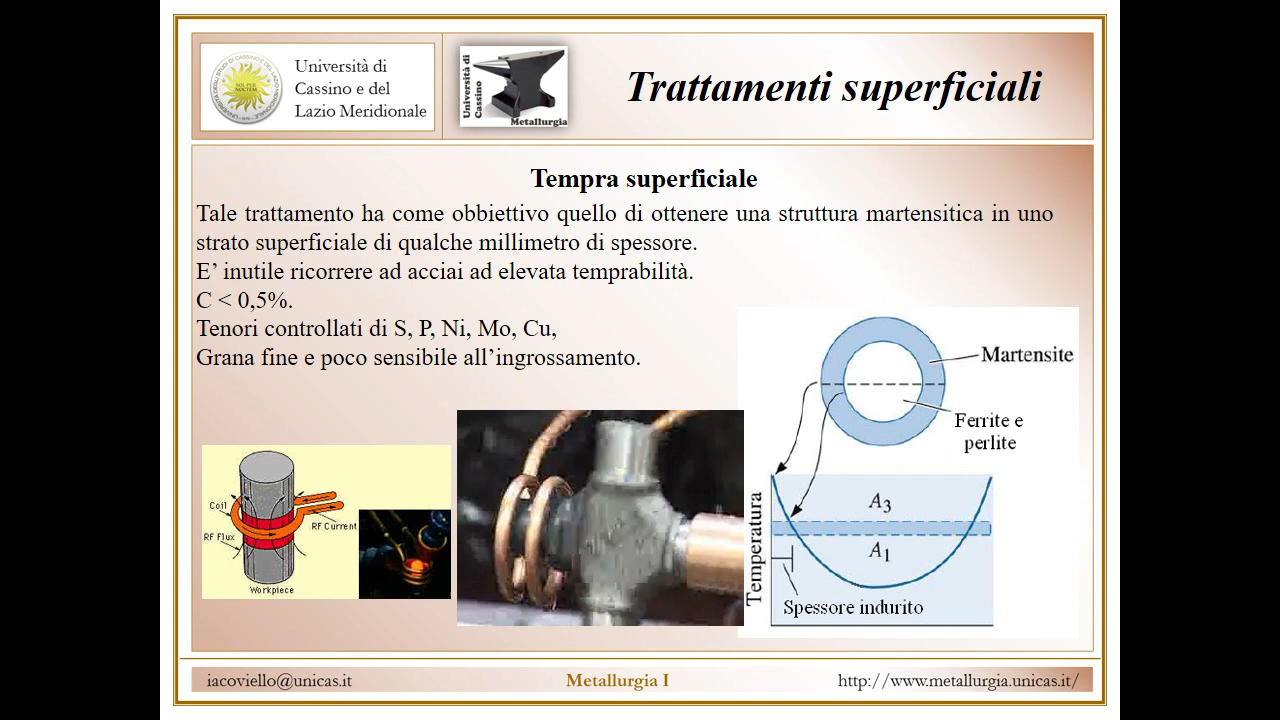 Università di
Cassino e del
Lazio Meridionale
Università di
Cassino
Metallurgia
Trattamenti superficiali
Tempra superficiale
Tale trattamento ha come obbiettivo quello di ottenere una struttura martensitica in uno
strato superficiale di qualche millimetro di spessore.
E’ inutile ricorrere ad acciai ad elevata temprabilità.
C < 0,5%.
Tenori controllati di S, P, Ni, Mo, Cu,
Grana fine e poco sensibile all’ingrossamento.
Coil
RF Current
RF Flux
Workpiece
Martensite
Ferrite e
perlite
Temperatura
A3
A1
Spessore indurito
iacoviello@unicas.it
Metallurgia I
http://www.metallurgia.unicas.it/